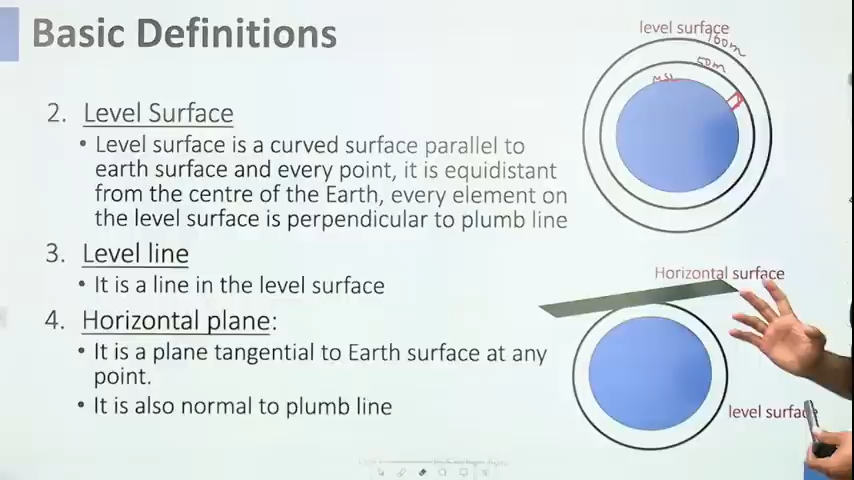 Basic Definitions
level surface
100m
50m
MSL
2. Level Surface
• Level surface is a curved surface parallel to
earth surface and every point, it is equidistant
from the centre of the Earth, every element on
the level surface is perpendicular to plumb line
3. Level line
• It is a line in the level surface
4. Horizontal plane:
• It is a plane tangential to Earth surface at any
point.
• It is also normal to plumb line
Horizontal surface
level surface